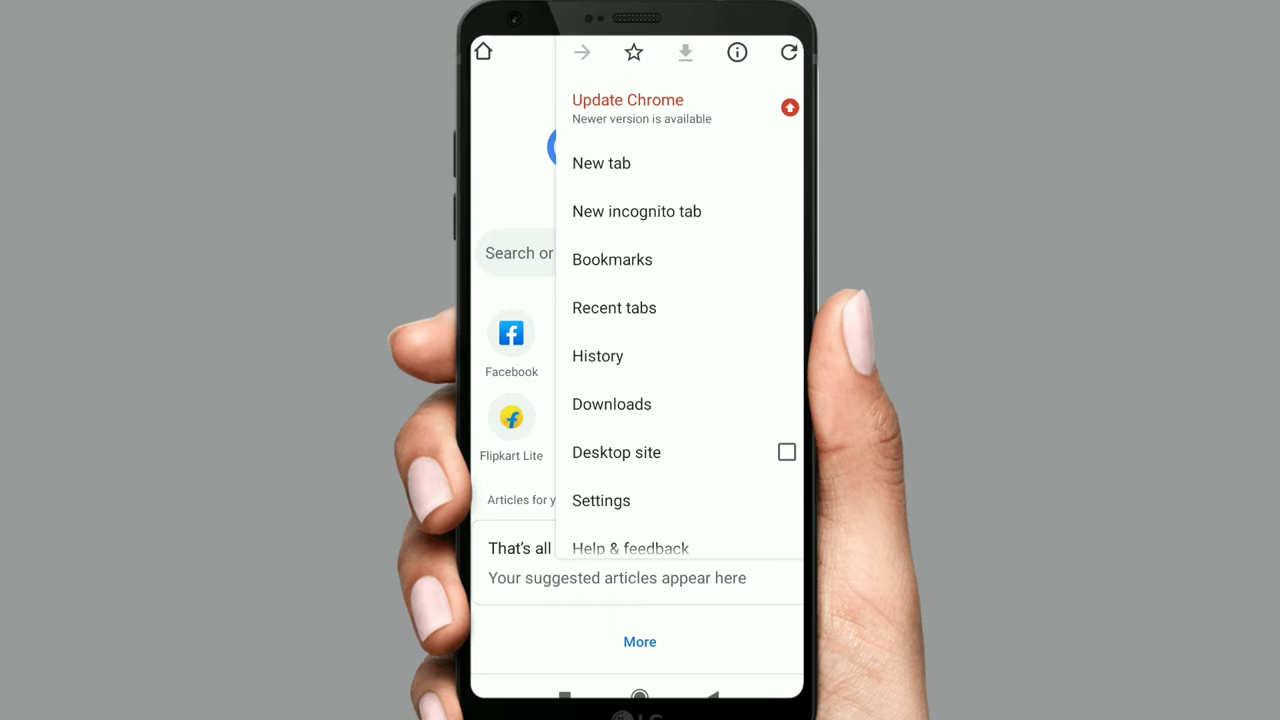 Update Chrome
Newer version is available
New tab
New incognito tab
Search or
Bookmarks
Recent tabs
History
Facebook
Downloads
Desktop site
Flipkart Lite
Settings
Articles for y
That's all
Help & feedback
Your suggested articles appear here
More
LG